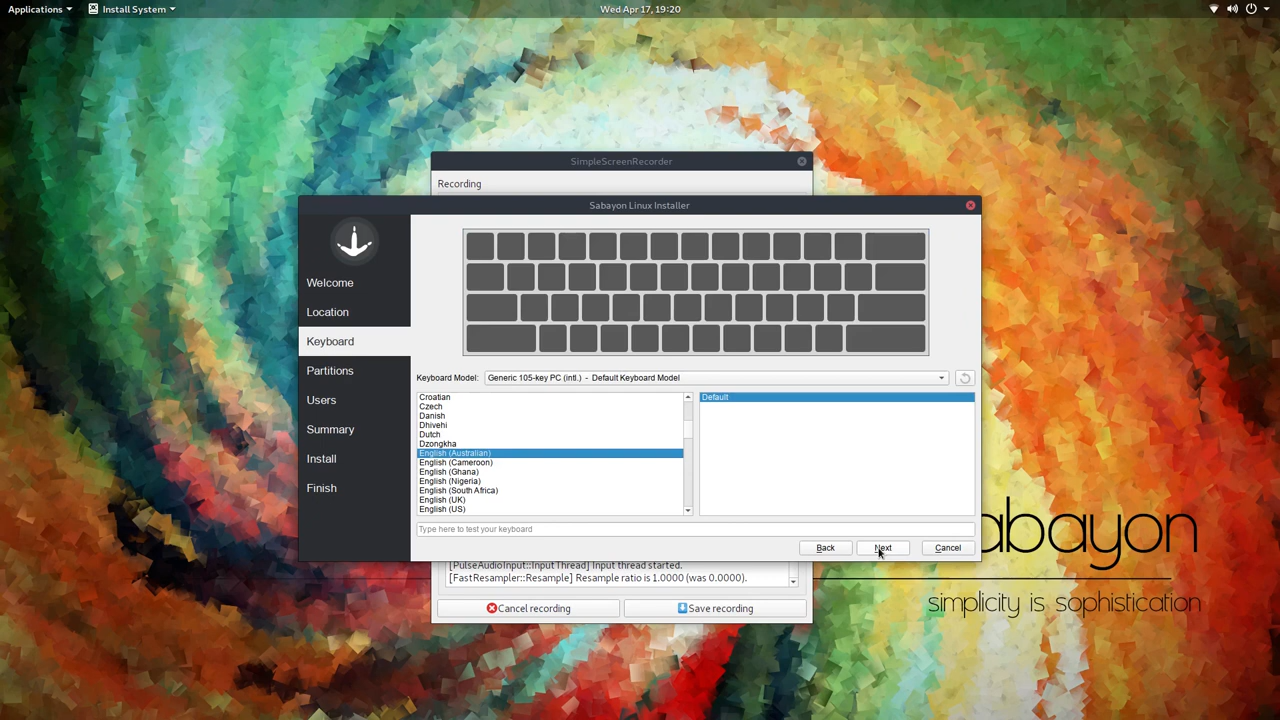 Applications
Install System
Wed Apr 17, 19:20
SimpleScreenRecorder
Recording
Sabayon Linux Installer
Welcome
Location
Keyboard
Partitions
Users
Summary
Install
Finish
Keyboard Model:
Generic 105-key PC (intl.) - Default Keyboard Model
Croatian
Czech
Danish
Dhivehi
Dutch
Dzongkha
English (Australian)
English (Cameroon)
English (Ghana)
English (Nigeria)
English (South Africa)
English (UK)
English (US)
Default
Type here to test your keyboard
Back
Next
Cancel
abayon
simplicity is sophistication
[PulseAudioInput::InputThread] Input thread started.
[FastResampler::Resample] Resample ratio is 1.0000 (was 0.0000).
Cancel recording
Save recording